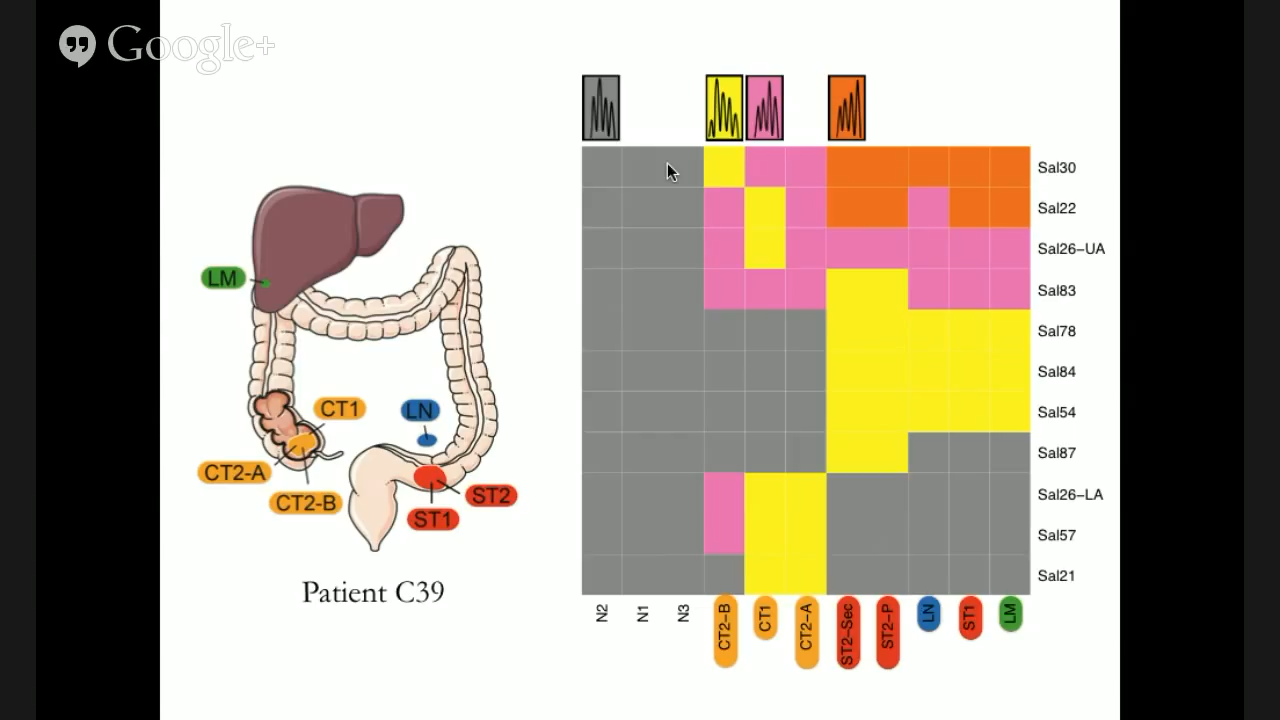 Google+
LM
CT1
LN
CT2-A
CT2-B
ST2
ST1
Patient C39
Sal30
Sal22
Sal26-UA
Sal83
Sal78
Sal84
Sal54
Sal87
Sal26-LA
Sal57
Sal21
N2 N1 N3 CT2-B CT1 CT2-A ST2-Sec ST2-P LN ST1 LM